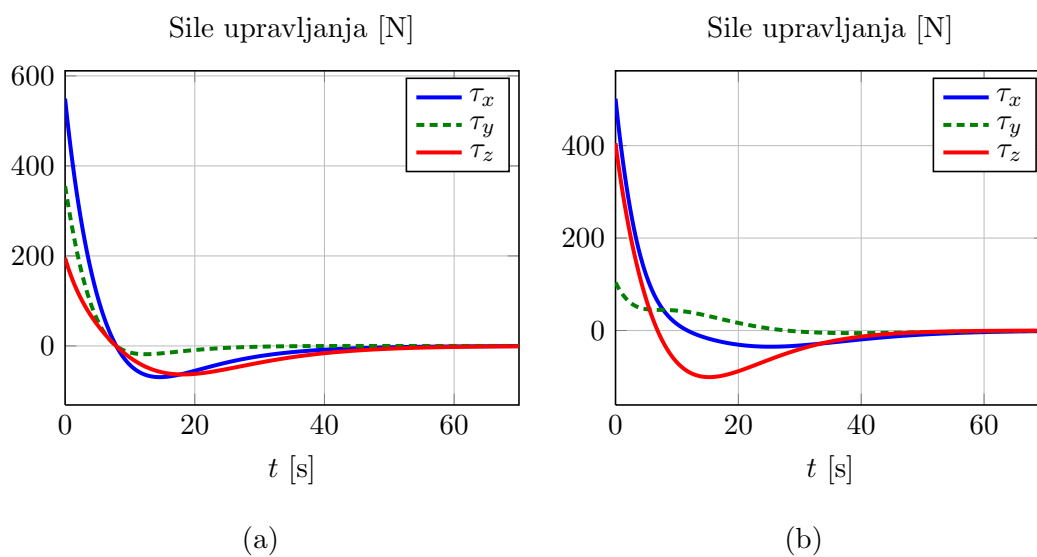 Sile upravljanja [N]
600
400
200
0
0 20 40 60
t [s]
τx
τy
τz
(a)
Sile upravljanja [N]
400
200
0
0 20 40 60
t [s]
τx
τy
τz
(b)